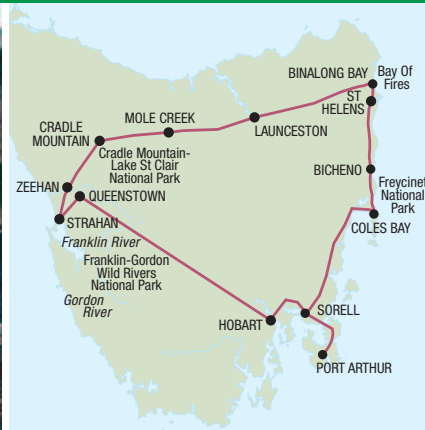 BINALONG BAY
Bay Of
Fires
ST
HELENS
MOLE CREEK
LAUNCESTON
CRADLE
MOUNTAIN
Cradle Mountain-
Lake St Clair
National Park
BICHENO
ZEEHAN
QUEENSTOWN
Freycinet
National
Park
STRAHAN
COLES BAY
Franklin River
Franklin-Gordon
Wild Rivers
National Park
Gordon
River
HOBART
SORELL
PORT ARTHUR